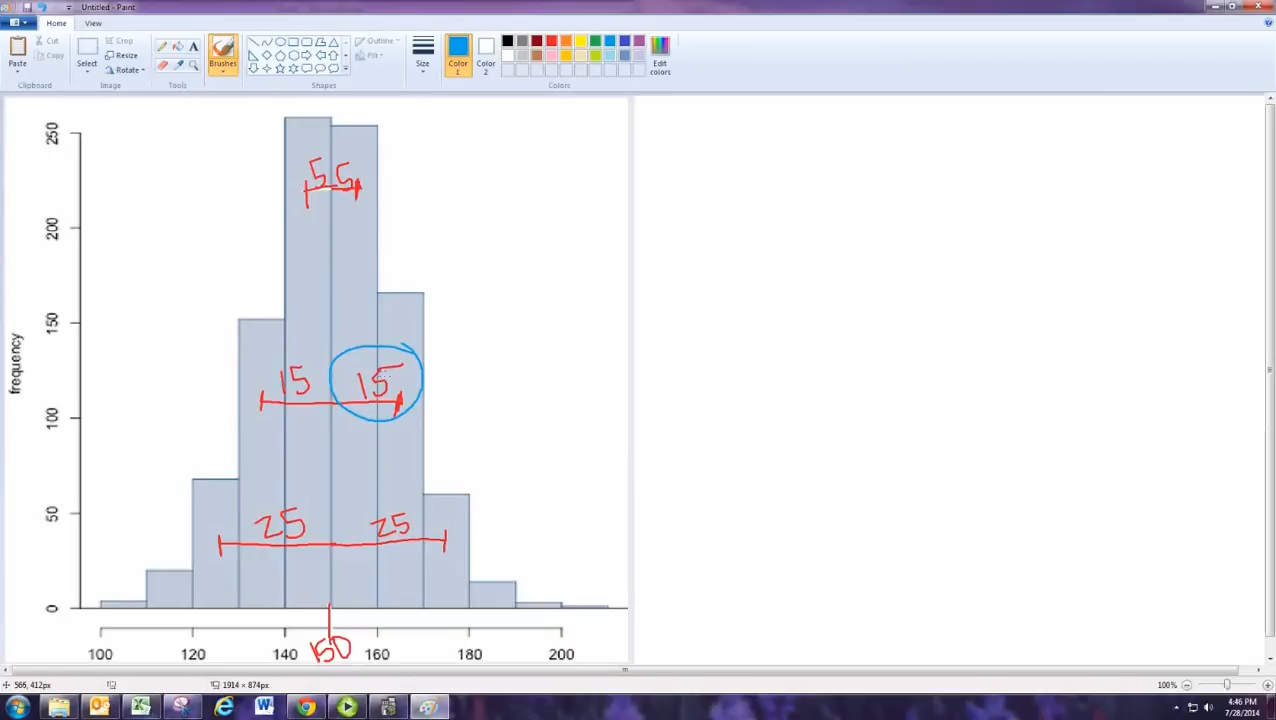 Untitled - Paint
Home View
Paste
Cut
Copy
Clipboard
Select
Crop
Resize
Rotate
Image
A
Tools
Brushes
Outline
Fill
Shapes
Size
Color 1
Color 2
Edit colors
Colors
250
200
150
100
50
0
frequency
5 5
15 15
25 25
100 120 140 160 180 200
150
566, 412px
1914 × 874px
100%
4:46 PM
7/28/2014